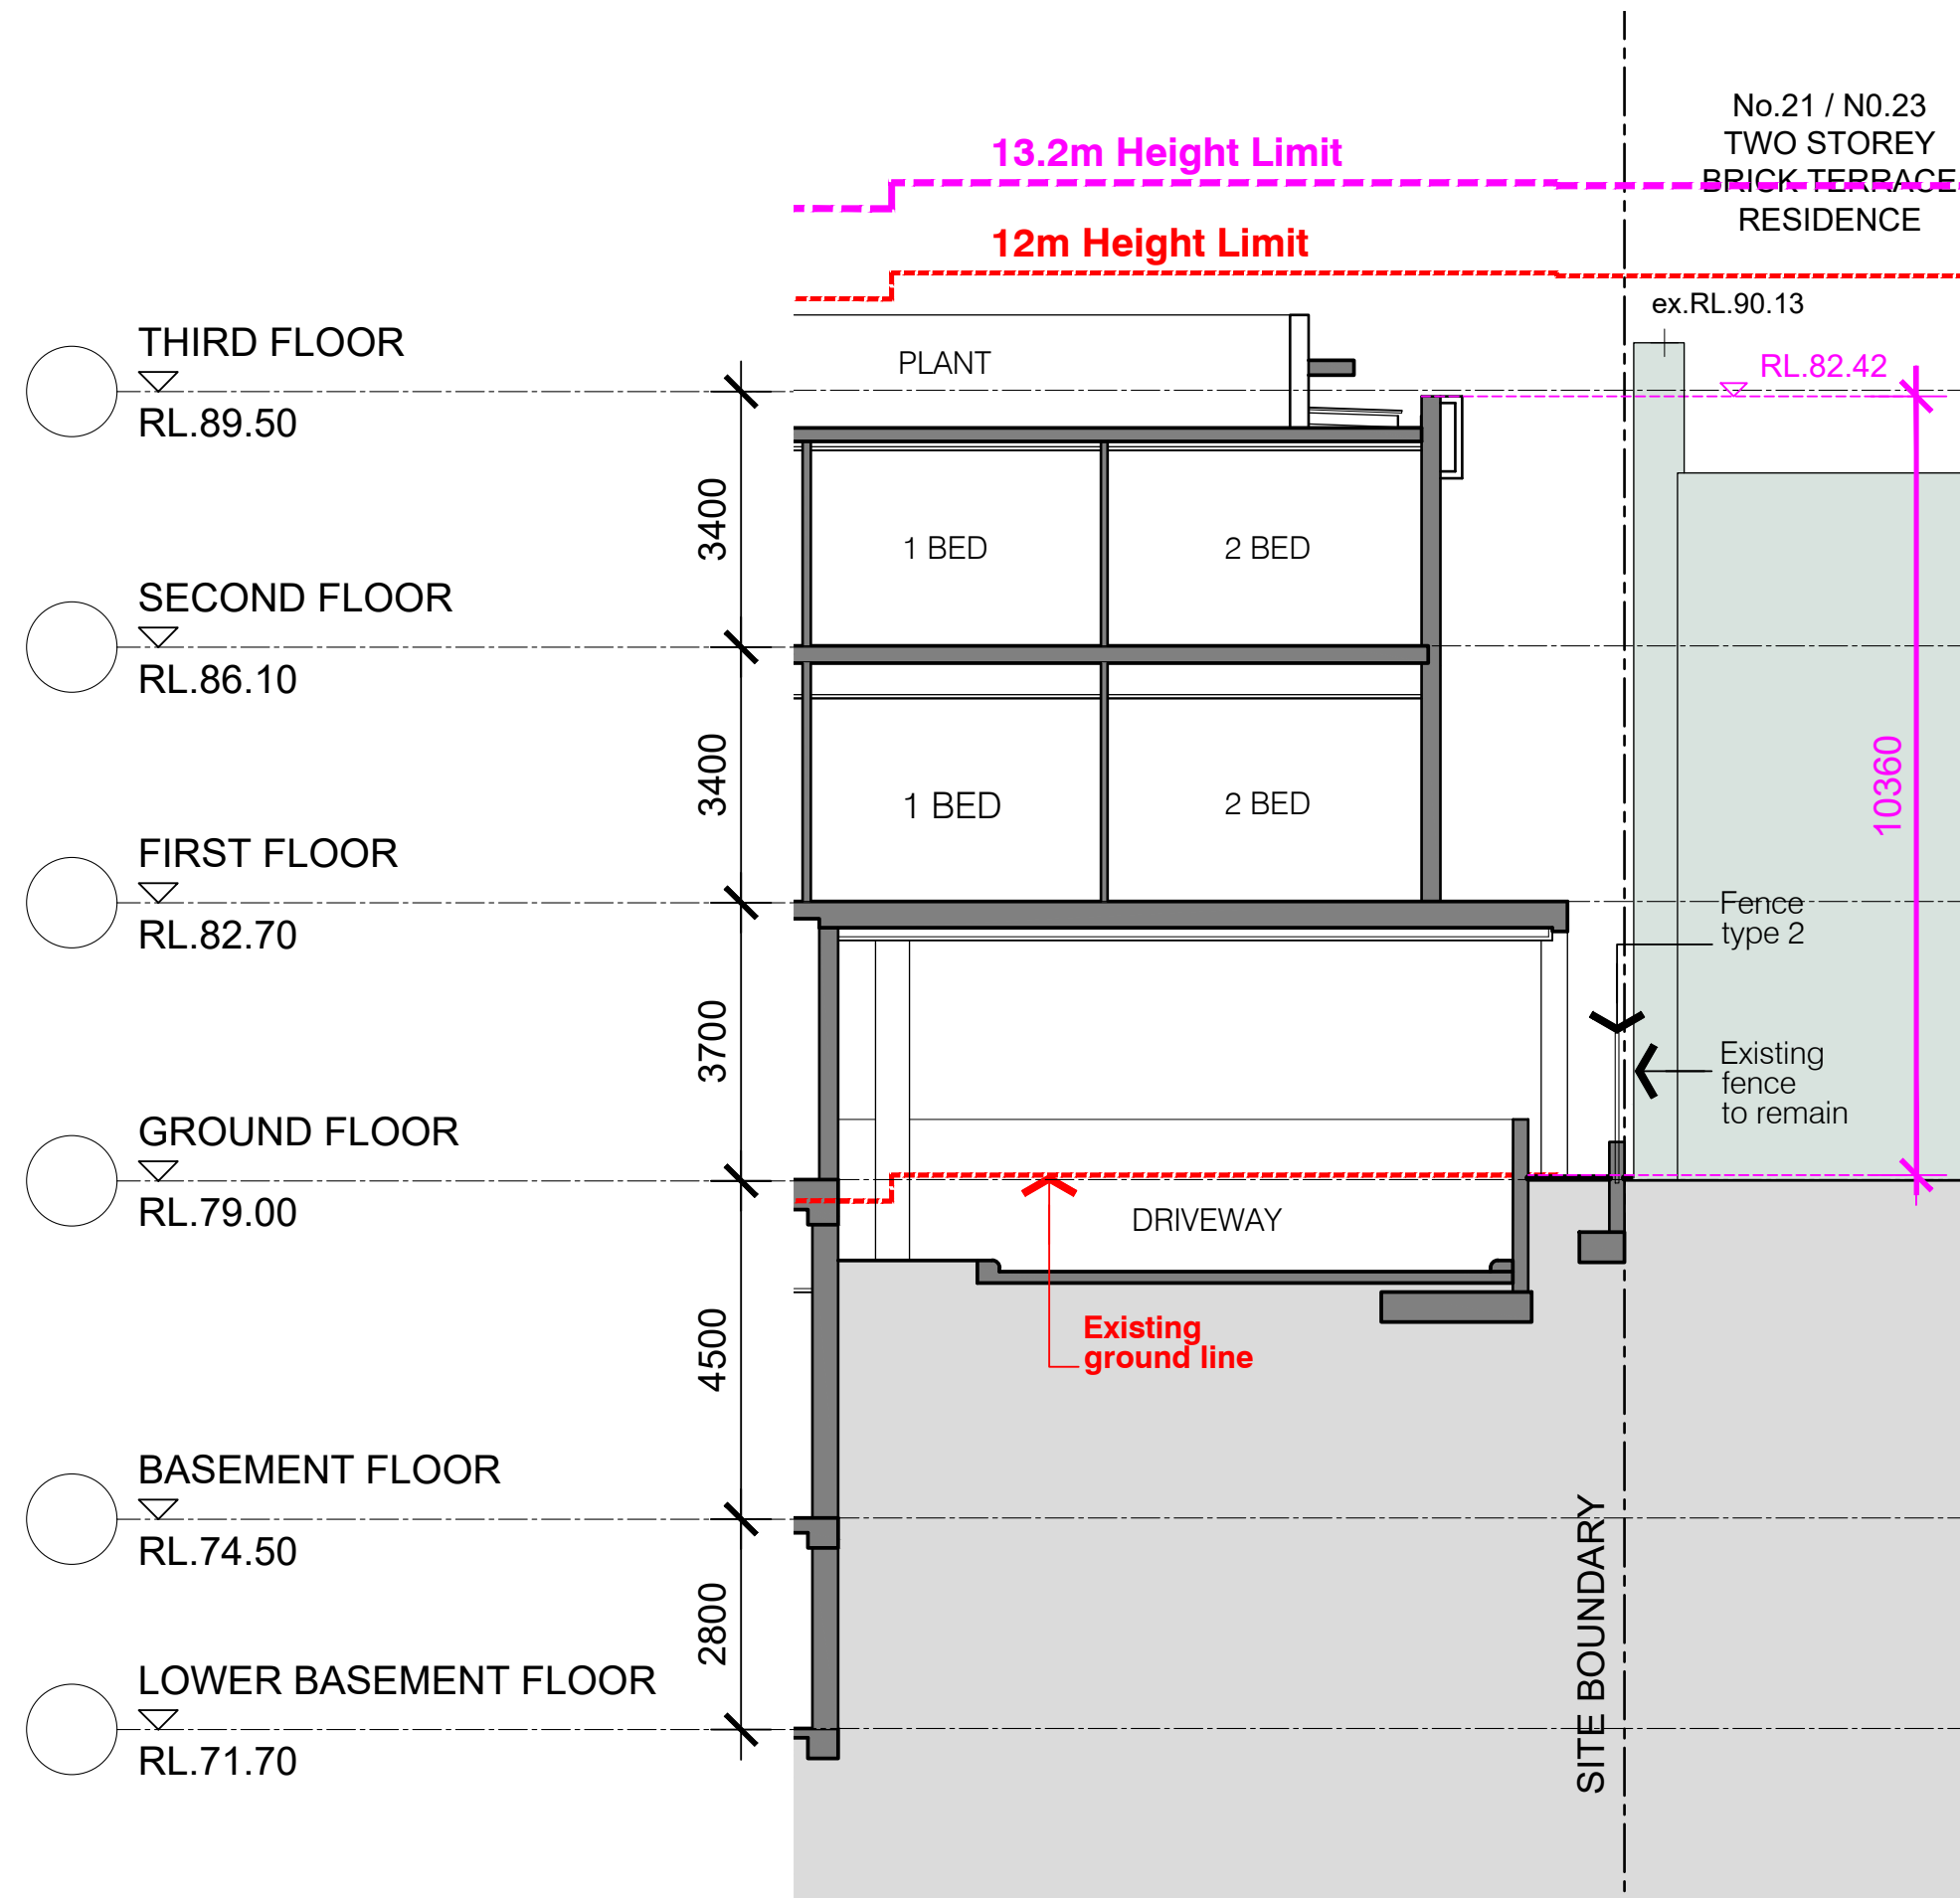 No.21 / N0.23
TWO STOREY
BRICK TERRACE
RESIDENCE
13.2m Height Limit
12m Height Limit
ex.RL.90.13
THIRD FLOOR
RL.89.50
PLANT
RL.82.42
3400
1 BED
2 BED
SECOND FLOOR
RL.86.10
3400
1 BED
2 BED
10360
FIRST FLOOR
RL.82.70
Fence
type 2
3700
Existing
fence
to remain
GROUND FLOOR
RL.79.00
DRIVEWAY
Existing
ground line
4500
BASEMENT FLOOR
RL.74.50
2800
SITE BOUNDARY
LOWER BASEMENT FLOOR
RL.71.70